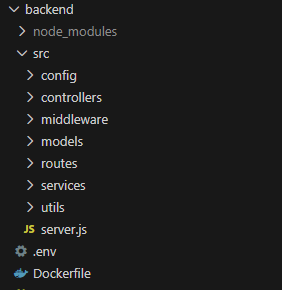 backend
node_modules
src
config
controllers
middleware
models
routes
services
utils
JS server.js
.env
Dockerfile